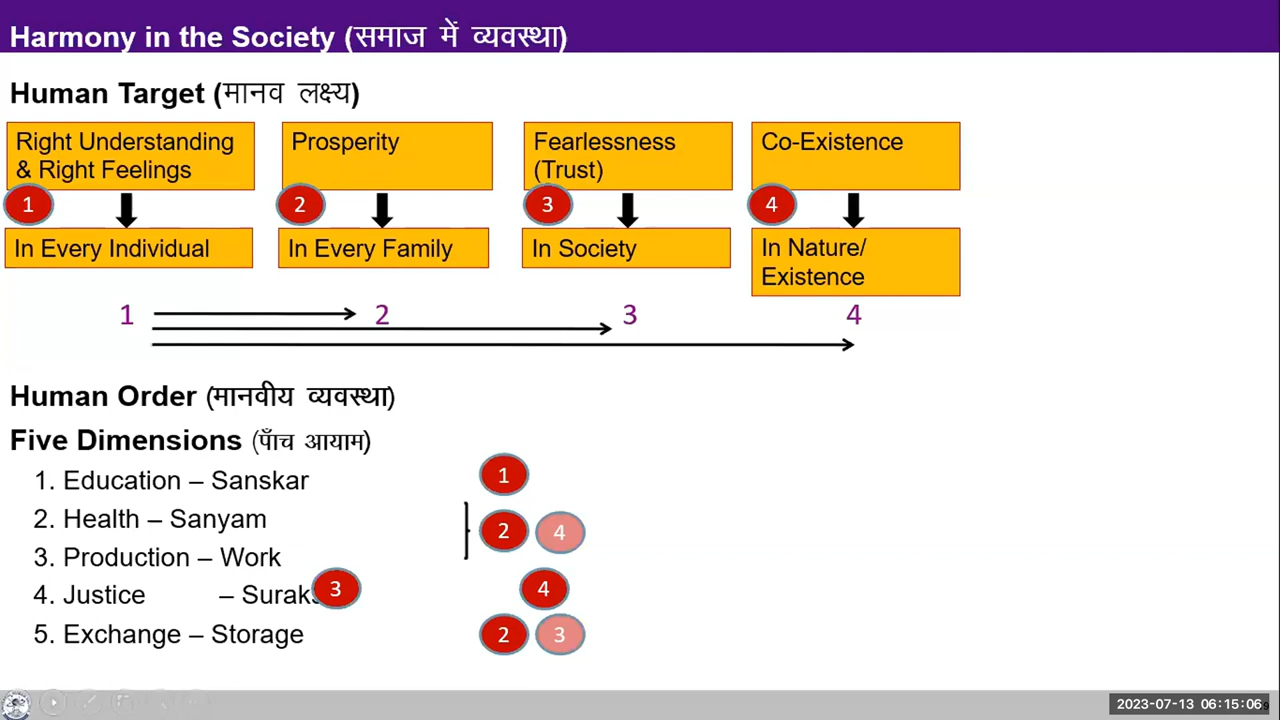 Harmony in the Society (समाज में व्यवस्था)
Human Target (मानव लक्ष्य)
Right Understanding
& Right Feelings
Prosperity
Fearlessness
(Trust)
Co-Existence
1
2
3
4
In Every Individual
In Every Family
In Society
In Nature/
Existence
1 2 3 4
Human Order (मानवीय व्यवस्था)
Five Dimensions (पाँच आयाम)
1. Education – Sanskar 1
2. Health – Sanyam
2 4
3. Production – Work
4. Justice – Suraks 3 4
5. Exchange – Storage 2 3
2023-07-13 06:15:06